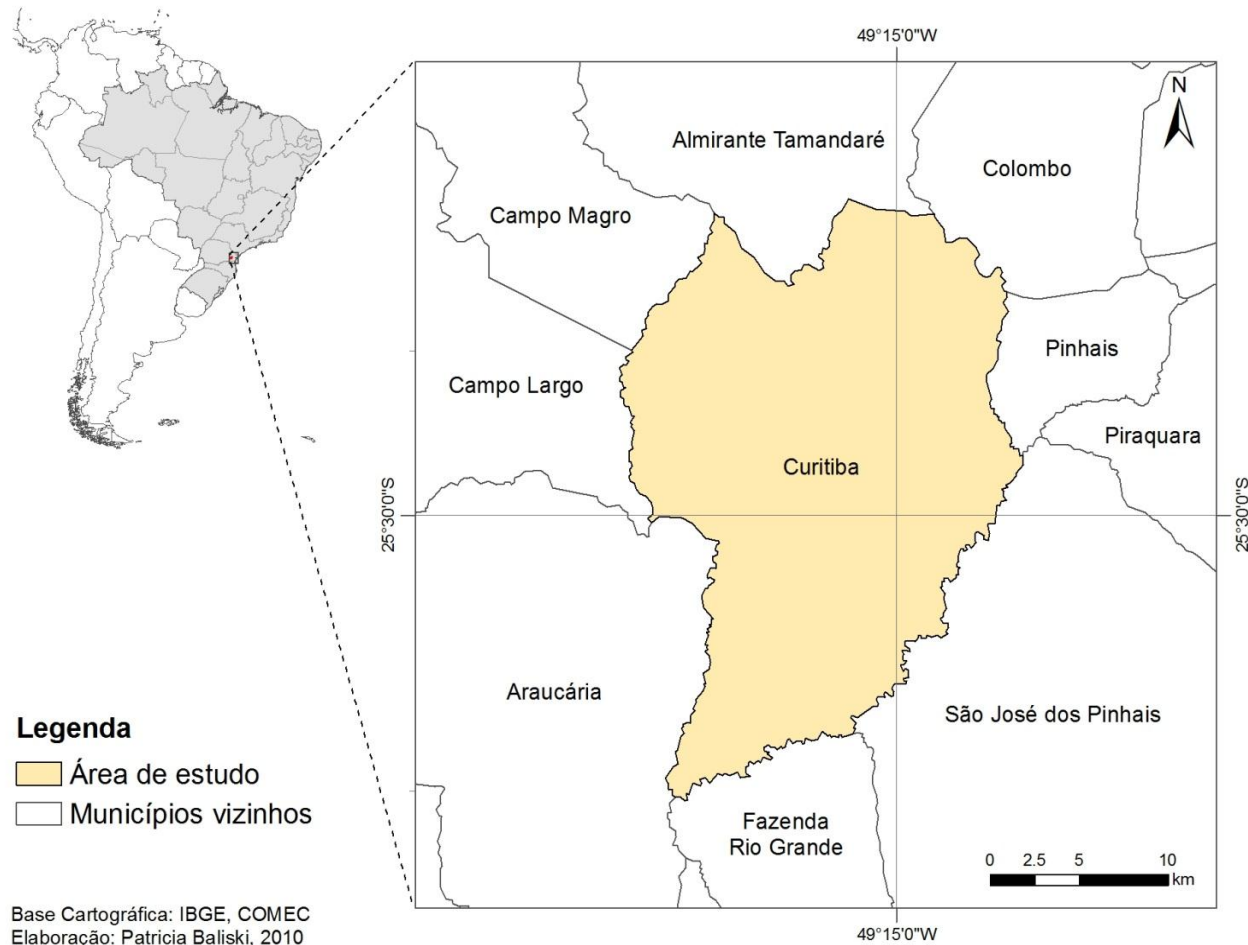 49°15'0"W
N
Almirante Tamandaré
Colombo
Campo Magro
Pinhais
Campo Largo
Piraquara
Curitiba
25°30'0"S
25°30'0"S
Araucária
São José dos Pinhais
Legenda
Área de estudo
Municípios vizinhos
Fazenda
Rio Grande
0 2.5 5 10
km
Base Cartográfica: IBGE, COMEC
Elaboração: Patricia Baliski, 2010
49°15'0"W